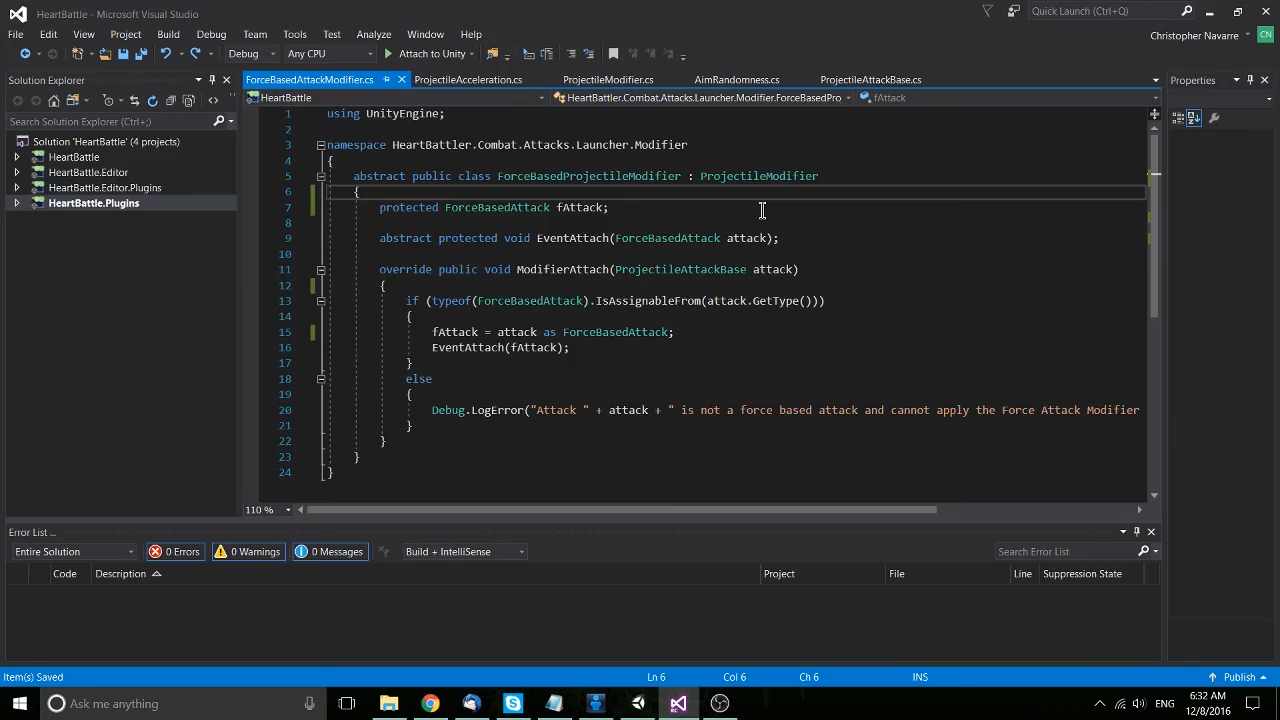 HeartBattle - Microsoft Visual Studio
Quick Launch (Ctrl+Q)
File Edit View Project Build Debug Team Tools Test Analyze Window Help
Christopher Navarre CN
Debug Any CPU Attach to Unity
Solution Explorer
ForceBasedAttackModifier.cs ProjectileAcceleration.cs ProjectileModifier.cs AimRandomness.cs ProjectileAttackBase.cs
Properties
HeartBattle HeartBattler.Combat.Attacks.Launcher.Modifier.ForceBasedPro fAttack
Search Solution Explorer (Ctrl+;)
Solution 'HeartBattle' (4 projects)
HeartBattle
HeartBattle.Editor
HeartBattle.Editor.Plugins
HeartBattle.Plugins
1 using UnityEngine;
2
3 namespace HeartBattler.Combat.Attacks.Launcher.Modifier
4 {
5 abstract public class ForceBasedProjectileModifier : ProjectileModifier
6 {
7 protected ForceBasedAttack fAttack;
8
9 abstract protected void EventAttach(ForceBasedAttack attack);
10
11 override public void ModifierAttach(ProjectileAttackBase attack)
12 {
13 if (typeof(ForceBasedAttack).IsAssignableFrom(attack.GetType()))
14 {
15 fAttack = attack as ForceBasedAttack;
16 EventAttach(fAttack);
17 }
18 else
19 {
20 Debug.LogError("Attack " + attack + " is not a force based attack and cannot apply the Force Attack Modifier
21 }
22 }
23 }
24 }
110 %
Error List ...
Entire Solution 0 Errors 0 Warnings 0 Messages Build + IntelliSense Search Error List
Code Description Project File Line Suppression State
Item(s) Saved Ln 6 Col 6 Ch 6 INS Publish
Ask me anything
ENG
6:32 AM
12/8/2016